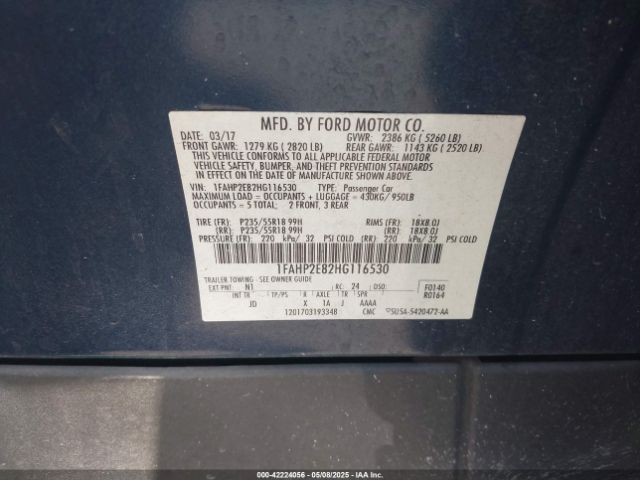 MFD. BY FORD MOTOR CO.
DATE: 03/17 GVWR: 2386 KG ( 5260 LB)
FRONT GAWR: 1279 KG ( 2820 LB) REAR GAWR: 1143 KG ( 2520 LB)
THIS VEHICLE CONFORMS TO ALL APPLICABLE FEDERAL MOTOR
VEHICLE SAFETY, BUMPER, AND THEFT PREVENTION STANDARDS
IN EFFECT ON THE DATE OF MANUFACTURE SHOWN ABOVE.
VIN: 1FAHP2E82HG116530 TYPE: Passenger Car
MAXIMUM LOAD = OCCUPANTS + LUGGAGE = 430KG/ 950LB
OCCUPANTS = 5 TOTAL: 2 FRONT, 3 REAR
TIRE (FR): P235/55R18 99H RIMS (FR): 18X8.0J
(RR): P235/55R18 99H (RR): 18X8.0J
PRESSURE (FR): 220 kPa/ 32 PSI COLD (RR) 220 kPa/ 32 PSI COLD
1FAHP2E82HG116530
TRAILER TOWING - SEE OWNER GUIDE
EXT PNT: N1 RC: 24 DSO: F0140
INT TR TP/PS R AXLE TR SPR R0164
JD X 1A J AAAA
1201703193348 CMC 5U5A-5420472-AA
000-42224056 - 05/08/2025 - IAAI.com